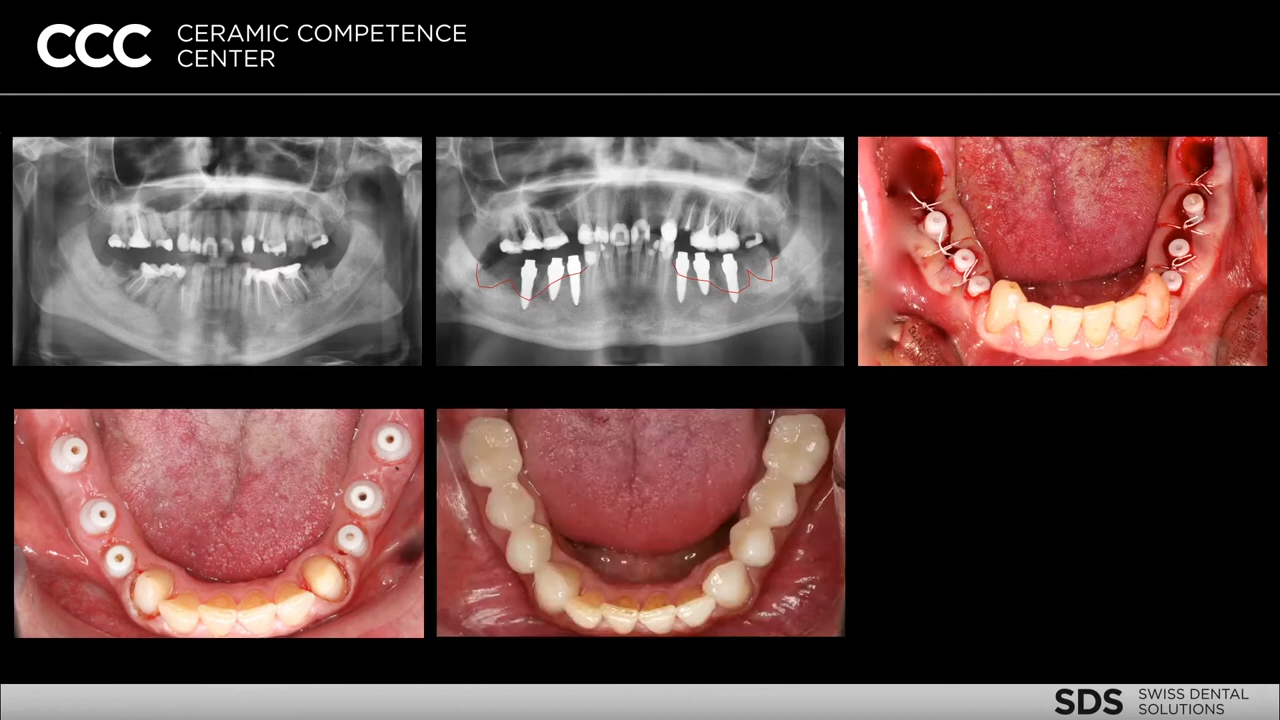 CCC
CERAMIC COMPETENCE
CENTER
SDS
SWISS DENTAL
SOLUTIONS